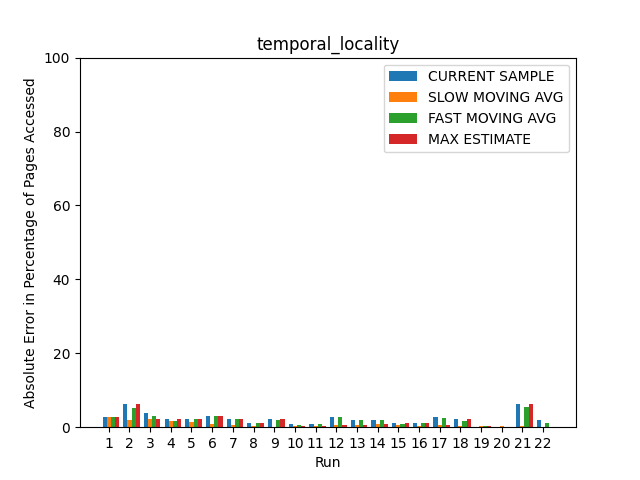 temporal_locality
CURRENT SAMPLE
SLOW MOVING AVG
FAST MOVING AVG
MAX ESTIMATE
Absolute Error in Percentage of Pages Accessed
100
80
60
40
20
0
1 2 3 4 5 6 7 8 9 10 11 12 13 14 15 16 17 18 19 20 21 22
Run